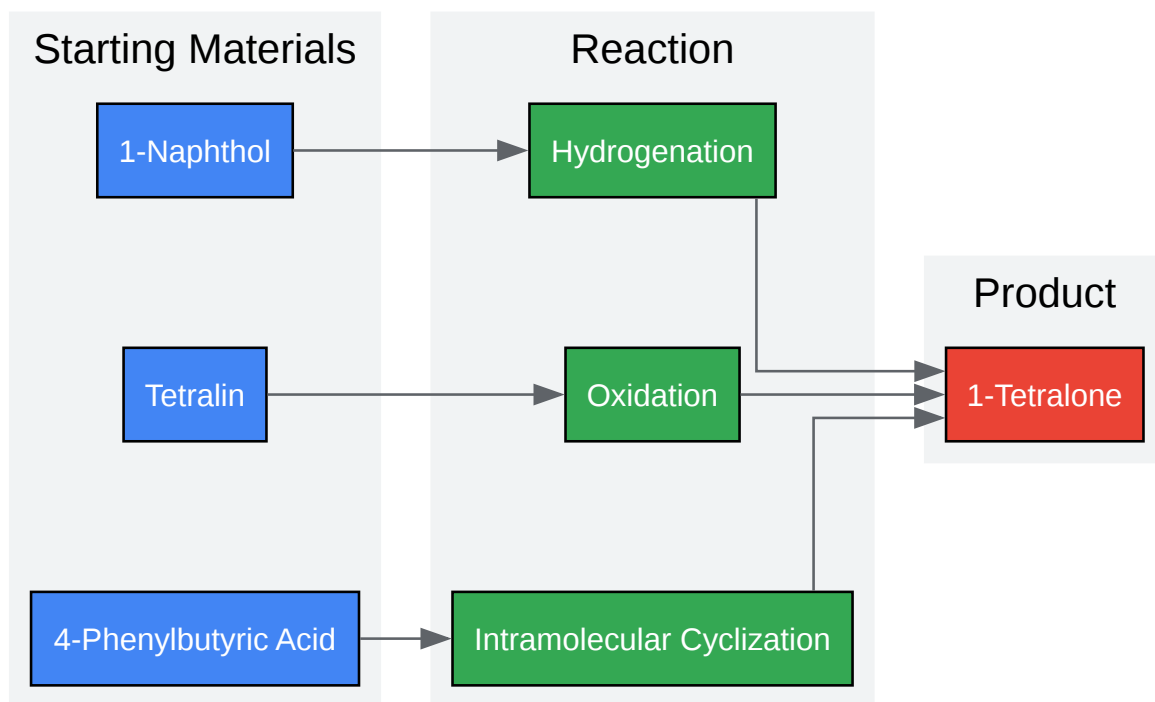 Starting Materials
Reaction
1-Naphthol
Hydrogenation
Product
Tetralin
Oxidation
1-Tetralone
4-Phenylbutyric Acid
Intramolecular Cyclization